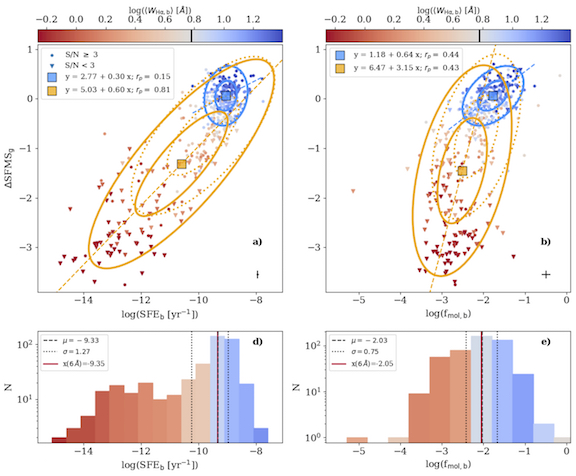 log(⟨W_Hα, b⟩ [Å])
log(⟨W_Hα, b⟩ [Å])
−0.2 0.0 0.2 0.4 0.6 0.8 1.0 1.2
−0.2 0.0 0.2 0.4 0.6 0.8 1.0 1.2
S/N ≥ 3
S/N < 3
y = 2.77 + 0.30 x; r_p = 0.15
y = 5.03 + 0.60 x; r_p = 0.81
y = 1.18 + 0.64 x; r_p = 0.44
y = 6.47 + 3.15 x; r_p = 0.43
ΔSFMS_g
1
0
−1
−2
−3
1
0
−1
−2
−3
a)
b)
−14 −12 −10 −8
−5 −4 −3 −2 −1 0
log(SFE_b [yr⁻¹])
log(f_mol, b)
N
10²
10¹
μ = −9.33
σ = 1.27
x(6Å)=-9.35
d)
N
10²
10¹
10⁰
μ = −2.03
σ = 0.75
x(6Å)=-2.05
e)
−14 −12 −10 −8
−5 −4 −3 −2 −1 0
log(SFE_b [yr⁻¹])
log(f_mol, b)